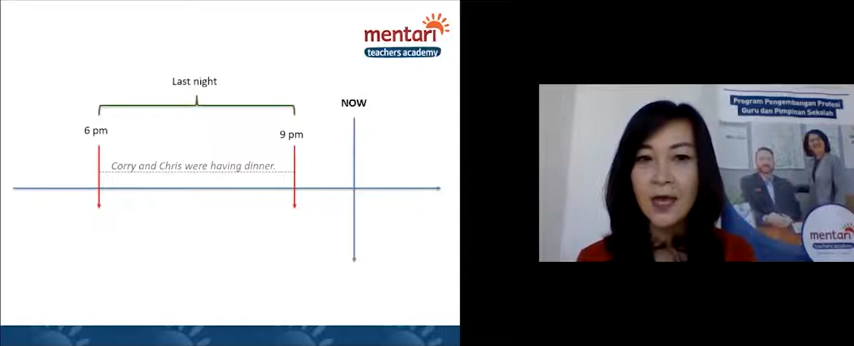 mentari
teachers academy
Last night
NOW
6 pm
9 pm
Corry and Chris were having dinner.
Program Pengembangan Profesi
Guru dan Pimpinan Sekolah
mentari
teachers academy